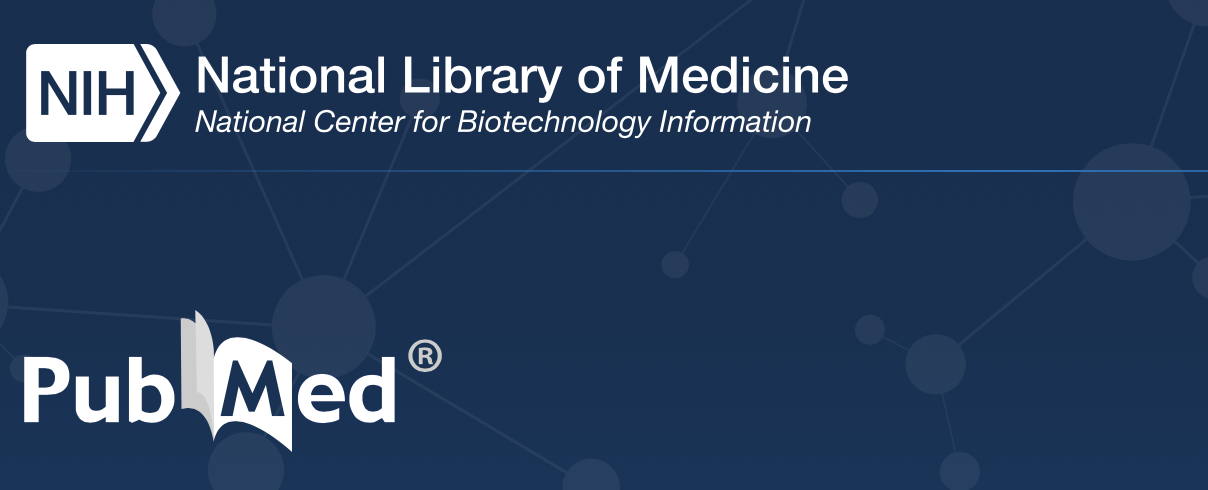 NIH National Library of Medicine
National Center for Biotechnology Information
PubMed®